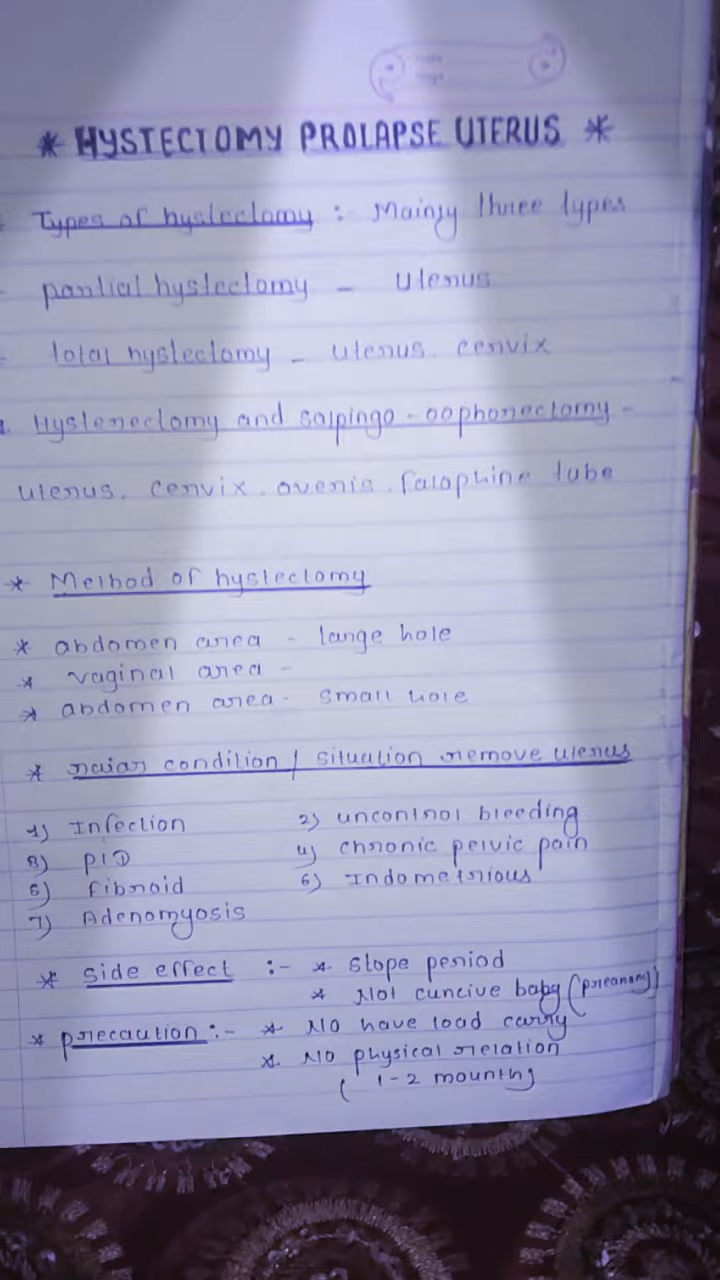 * HYSTECTOMY PROLAPSE UTERUS *
Types of hystectomy :- Mainly three types
- partial hystectomy - Uterus
- total hystectomy - uterus. cervix
Hysterectomy and salpingo - oophorectomy -
uterus. cervix. overis. falophine tube
* Method of hystectomy
* abdomen area - large hole
* vaginal area -
* abdomen area - small hole
* condition / situation remove uterus
1) Infection 2) uncontrol bleeding
3) PID 4) chronic pelvic pain
5) fibroid 6) Indometrious
7) Adenomyosis
* side effect :- * stope period
* Not cuncive baby
* precaution :- * No have load carry
* No physical relation
( 1-2 mounth)